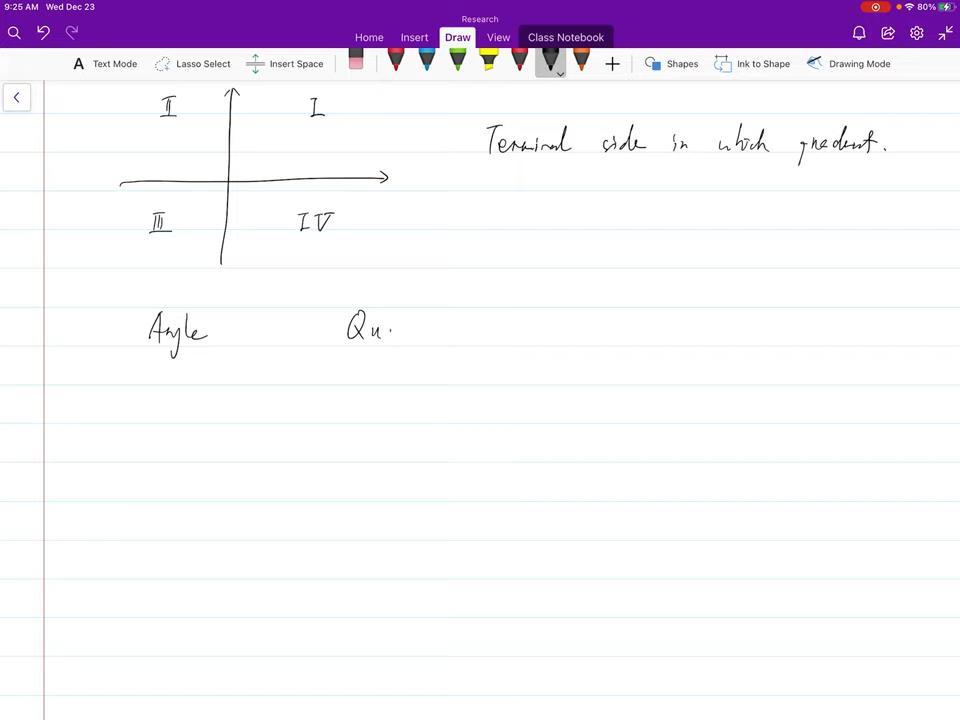 9:25 AM Wed Dec 23
80%
Research
Home Insert Draw View Class Notebook
Text Mode Lasso Select Insert Space Shapes Ink to Shape Drawing Mode
II I
Terminal side in which
III IV
Angle Qu